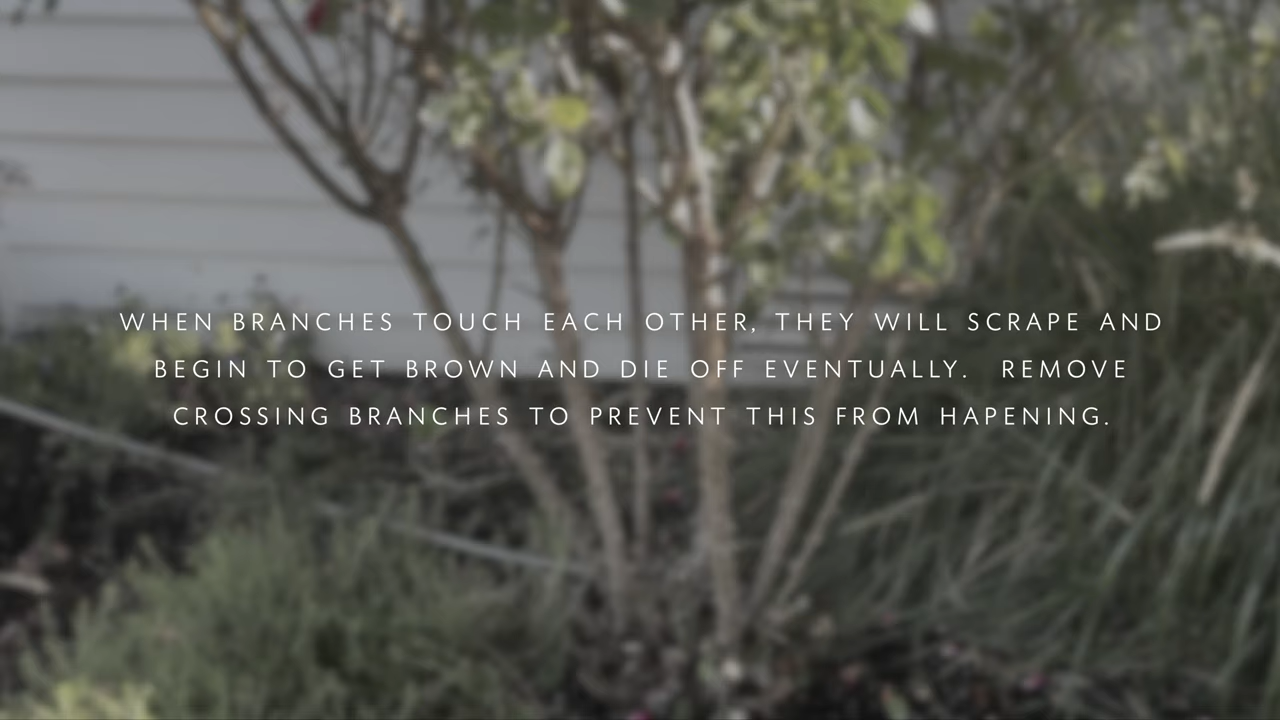 WHEN BRANCHES TOUCH EACH OTHER, THEY WILL SCRAPE AND
BEGIN TO GET BROWN AND DIE OFF EVENTUALLY.  REMOVE
CROSSING BRANCHES TO PREVENT THIS FROM HAPENING.